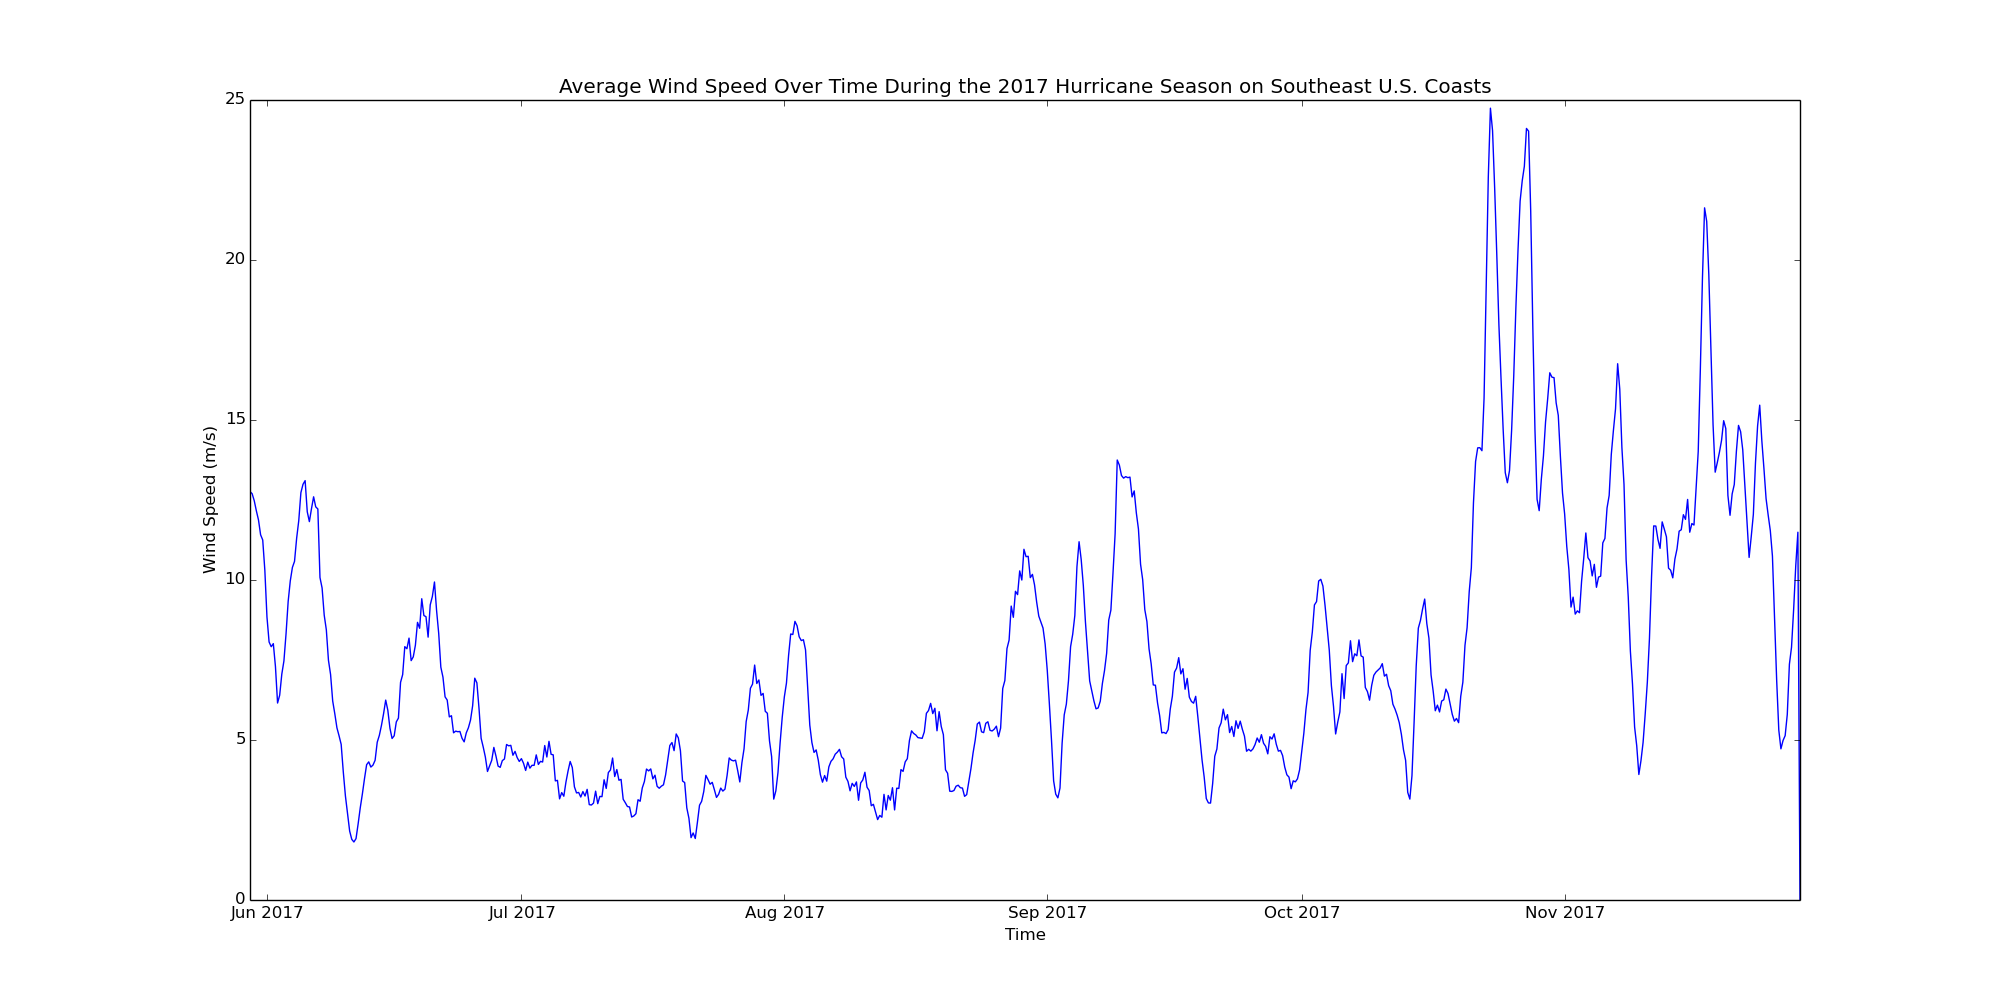 Average Wind Speed Over Time During the 2017 Hurricane Season on Southeast U.S. Coasts
25
20
15
10
5
0
Wind Speed (m/s)
Jun 2017
Jul 2017
Aug 2017
Sep 2017
Oct 2017
Nov 2017
Time